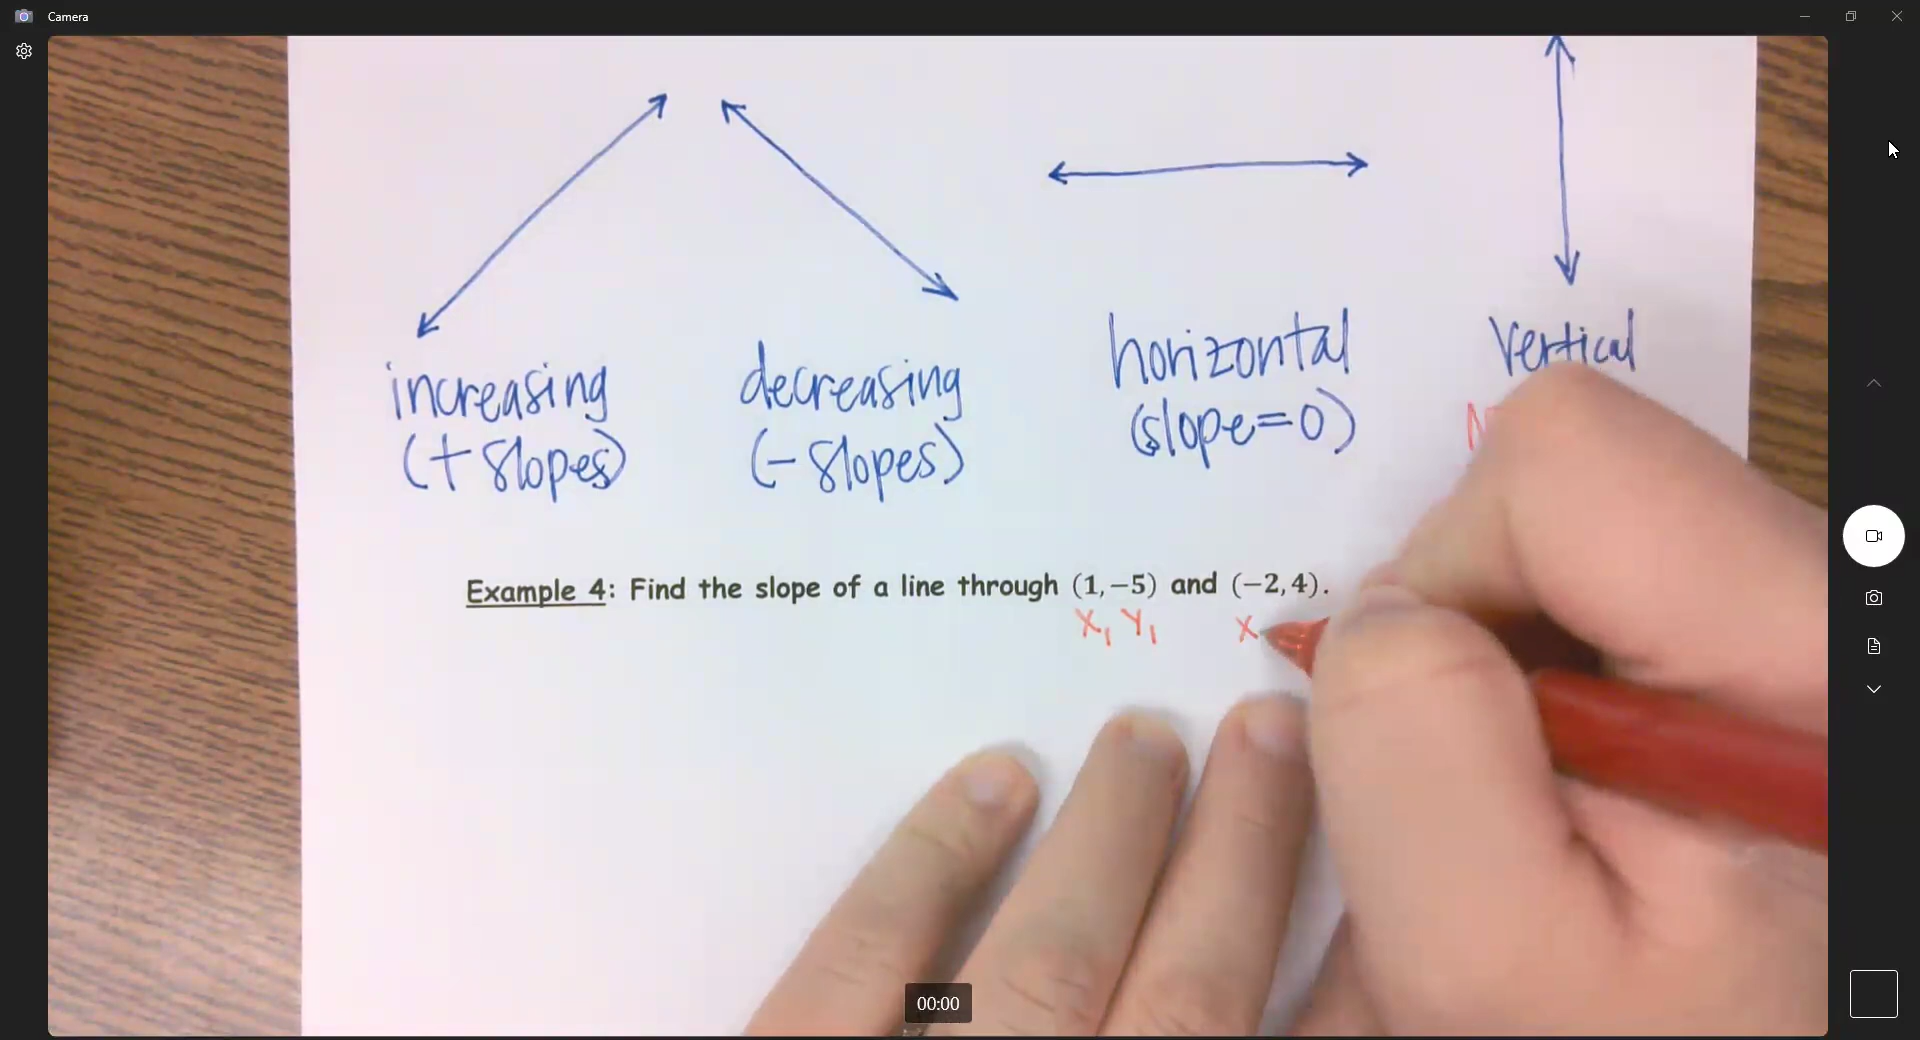 Camera
increasing
(+ slopes)
decreasing
(- slopes)
horizontal
(slope=0)
Vertical
N
Example 4: Find the slope of a line through (1,−5) and (−2,4).
X₁ Y₁ X
00:00